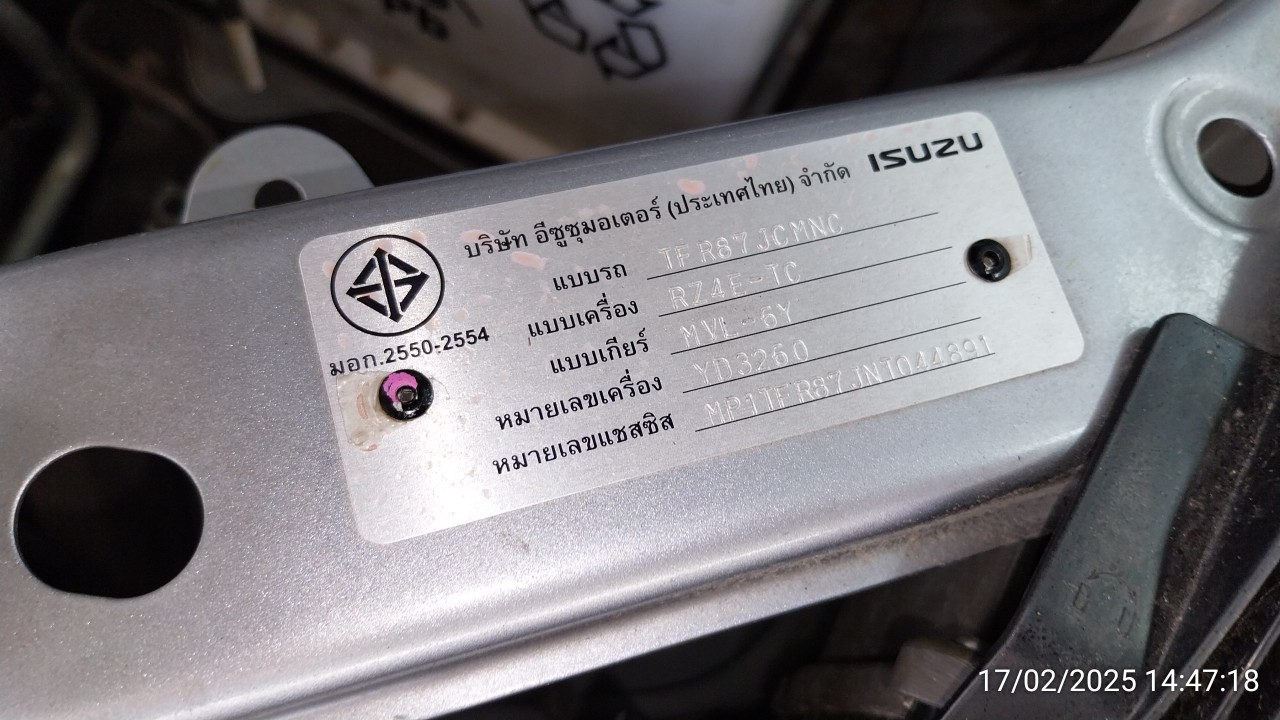 ISUZU
บริษัท อีซูซุมอเตอร์ (ประเทศไทย) จำกัด
มอก.2550-2554
แบบรถ TFR87JCMNC
แบบเครื่อง RZ4E-TC
แบบเกียร์ MVL-6Y
หมายเลขเครื่อง YD3260
หมายเลขแชสซิส MP1TFR87JNT044891
17/02/2025 14:47:18